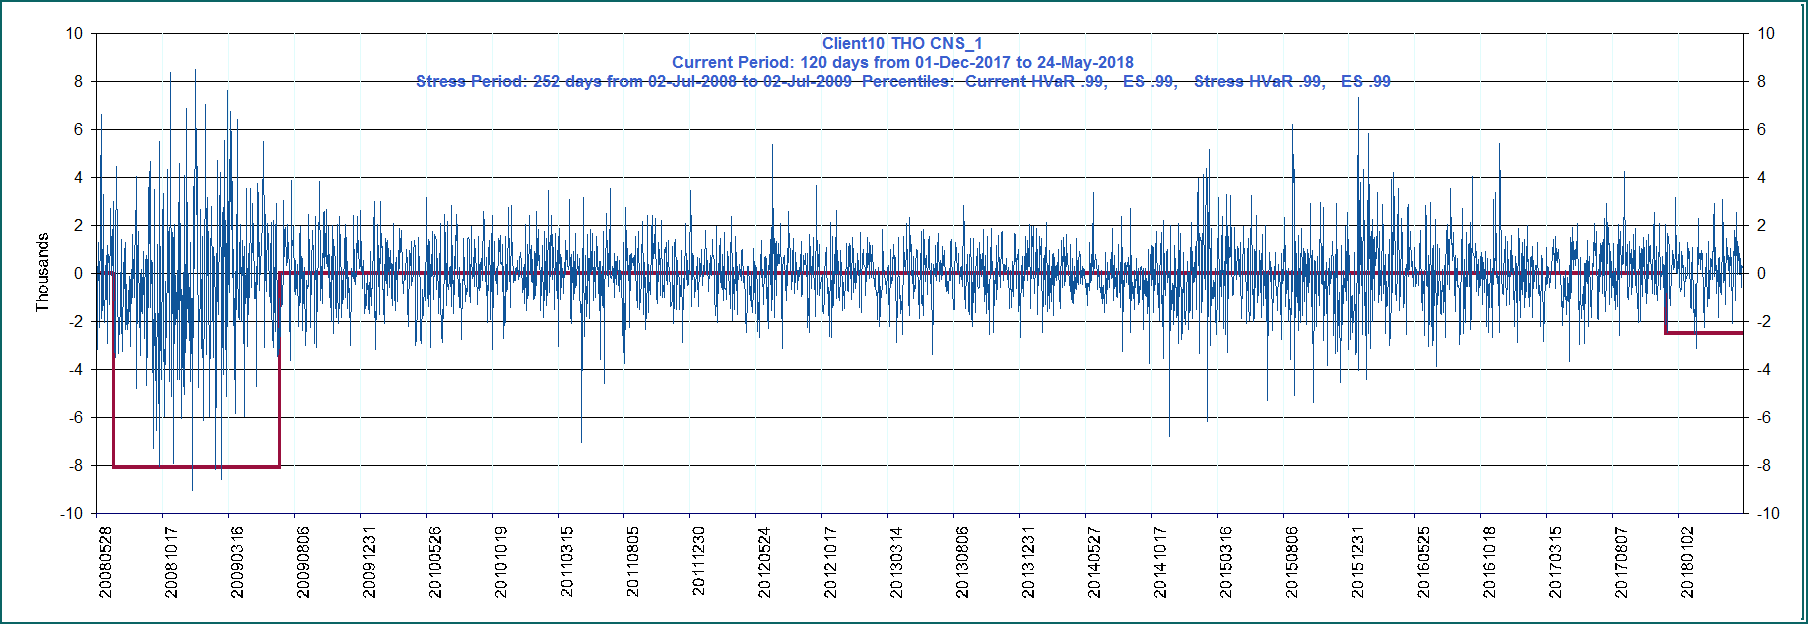 Client10 THO CNS_1
Current Period: 120 days from 01-Dec-2017 to 24-May-2018
Stress Period: 252 days from 02-Jul-2008 to 02-Jul-2009  Percentiles:  Current HVaR .99,   ES .99,   Stress HVaR .99,   ES .99
10 10
8 8
6 6
4 4
2 2
0 0
-2 -2
-4 -4
-6 -6
-8 -8
-10 -10
Thousands
20080528 20081017 20090316 20090806 20091231 20100526 20101019 20110315 20110805 20111230 20120524 20121017 20130314 20130806 20131231 20140527 20141017 20150316 20150806 20151231 20160525 20161018 20170315 20170807 20180102